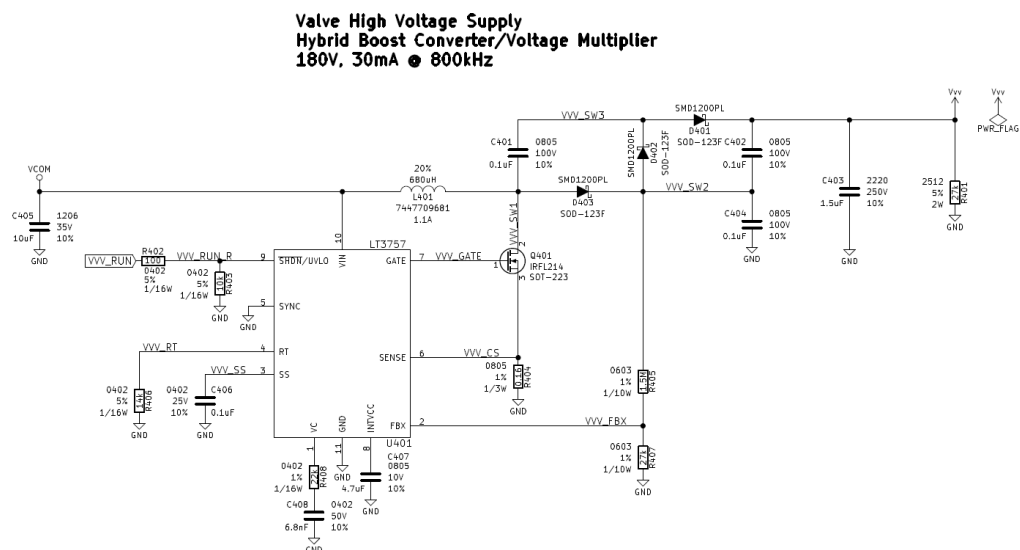 Valve High Voltage Supply
Hybrid Boost Converter/Voltage Multiplier
180V, 30mA @ 800kHz
VVV_SW3
SMD1200PL
D401
SOD-123F
Vvv
Vvv
PWR_FLAG
C401
0.1uF
0805
100V
10%
SMD1200PL
D402
SOD-123F
C402
0.1uF
0805
100V
10%
VCOM
20%
680uH
L401
7447709681
1.1A
SMD1200PL
D403
SOD-123F
VVV_SW2
C403
1.5uF
2220
250V
10%
GND
2512
5%
2W
27k
R401
GND
C405
10uF
1206
35V
10%
GND
VVV_SW1
C404
0.1uF
0805
100V
10%
GND
VVV_RUN
R402
100
0402
5%
1/16W
VVV_RUN_R
0402
5%
1/16W
10k
R403
GND
LT3757
10
VIN
9
SHDN/UVLO
GATE
7
VVV_GATE
1
2
3
Q401
IRFL214
SOT-223
5
SYNC
GND
VVV_RT
4
RT
SENSE
6
VVV_CS
VVV_SS
3
SS
0805
1%
1/3W
0.16
R404
GND
0402
5%
1/16W
14k
R406
GND
0402
25V
10%
C406
0.1uF
GND
0603
1%
1/10W
1.5M
R405
VC
GND
INTVCC
FBX
2
VVV_FBX
U401
1
11
8
GND
0603
1%
1/10W
27k
R407
GND
0402
1%
1/16W
22k
R408
C407
0805
10V
10%
4.7uF
GND
C408
6.8nF
0402
50V
10%
GND